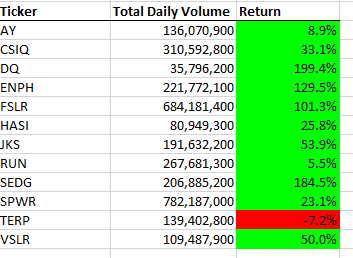 Ticker Total Daily Volume Return
AY 136,070,900 8.9%
CSIQ 310,592,800 33.1%
DQ 35,796,200 199.4%
ENPH 221,772,100 129.5%
FSLR 684,181,400 101.3%
HASI 80,949,300 25.8%
JKS 191,632,200 53.9%
RUN 267,681,300 5.5%
SEDG 206,885,200 184.5%
SPWR 782,187,000 23.1%
TERP 139,402,800 -7.2%
VSLR 109,487,900 50.0%